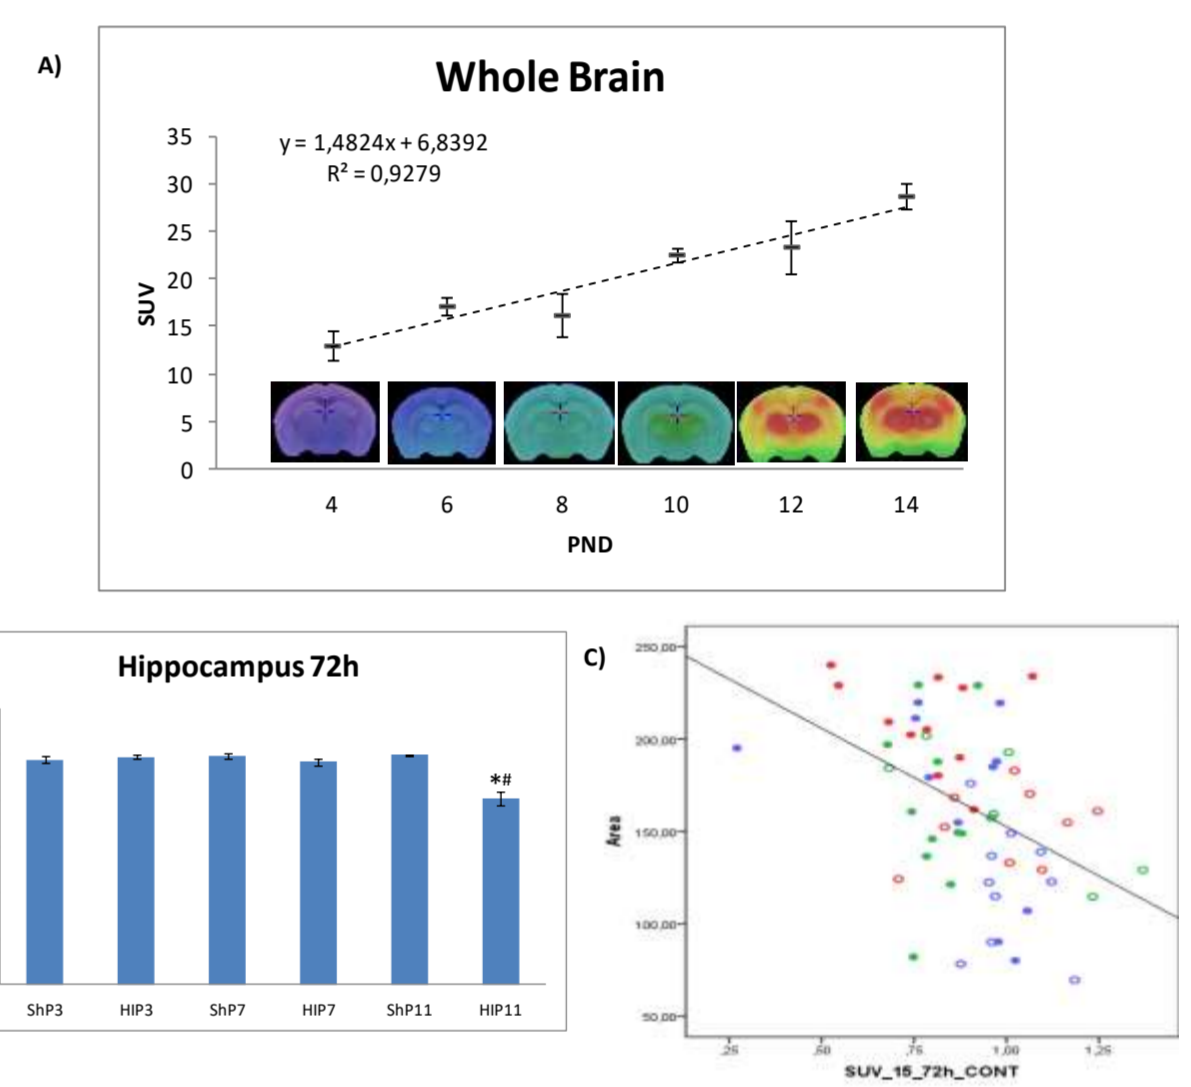 A)
Whole Brain
y = 1,4824x + 6,8392
R² = 0,9279
35
30
25
20
15
10
5
0
SUV
4 6 8 10 12 14
PND
Hippocampus 72h
*#
ShP3 HIP3 ShP7 HIP7 ShP11 HIP11
C)
250,00
200,00
150,00
100,00
50,00
Area
,25 ,50 ,75 1,00 1,25
SUV_15_72h_CONT